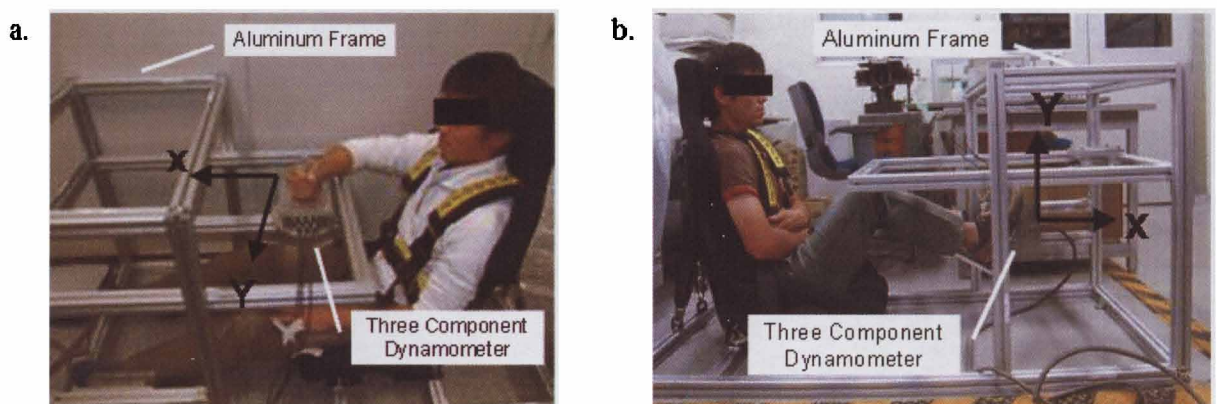 a.
Aluminum Frame
X
Y
Three Component
Dynamometer
b.
Aluminum Frame
Y
X
Three Component
Dynamometer